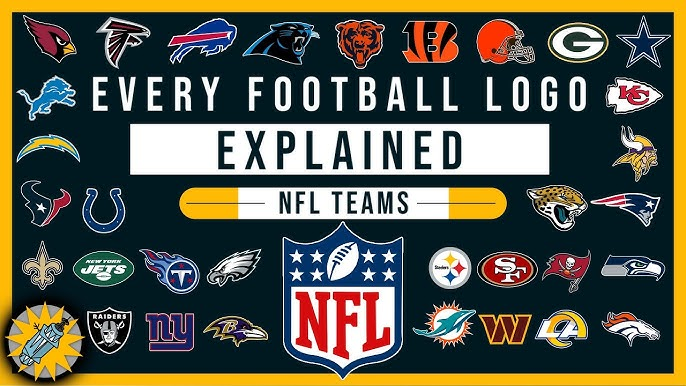 EVERY FOOTBALL LOGO
EXPLAINED
NFL TEAMS
G
KC
NEW YORK
JETS
Steelers
SF
NFL
RAIDERS
ny
W